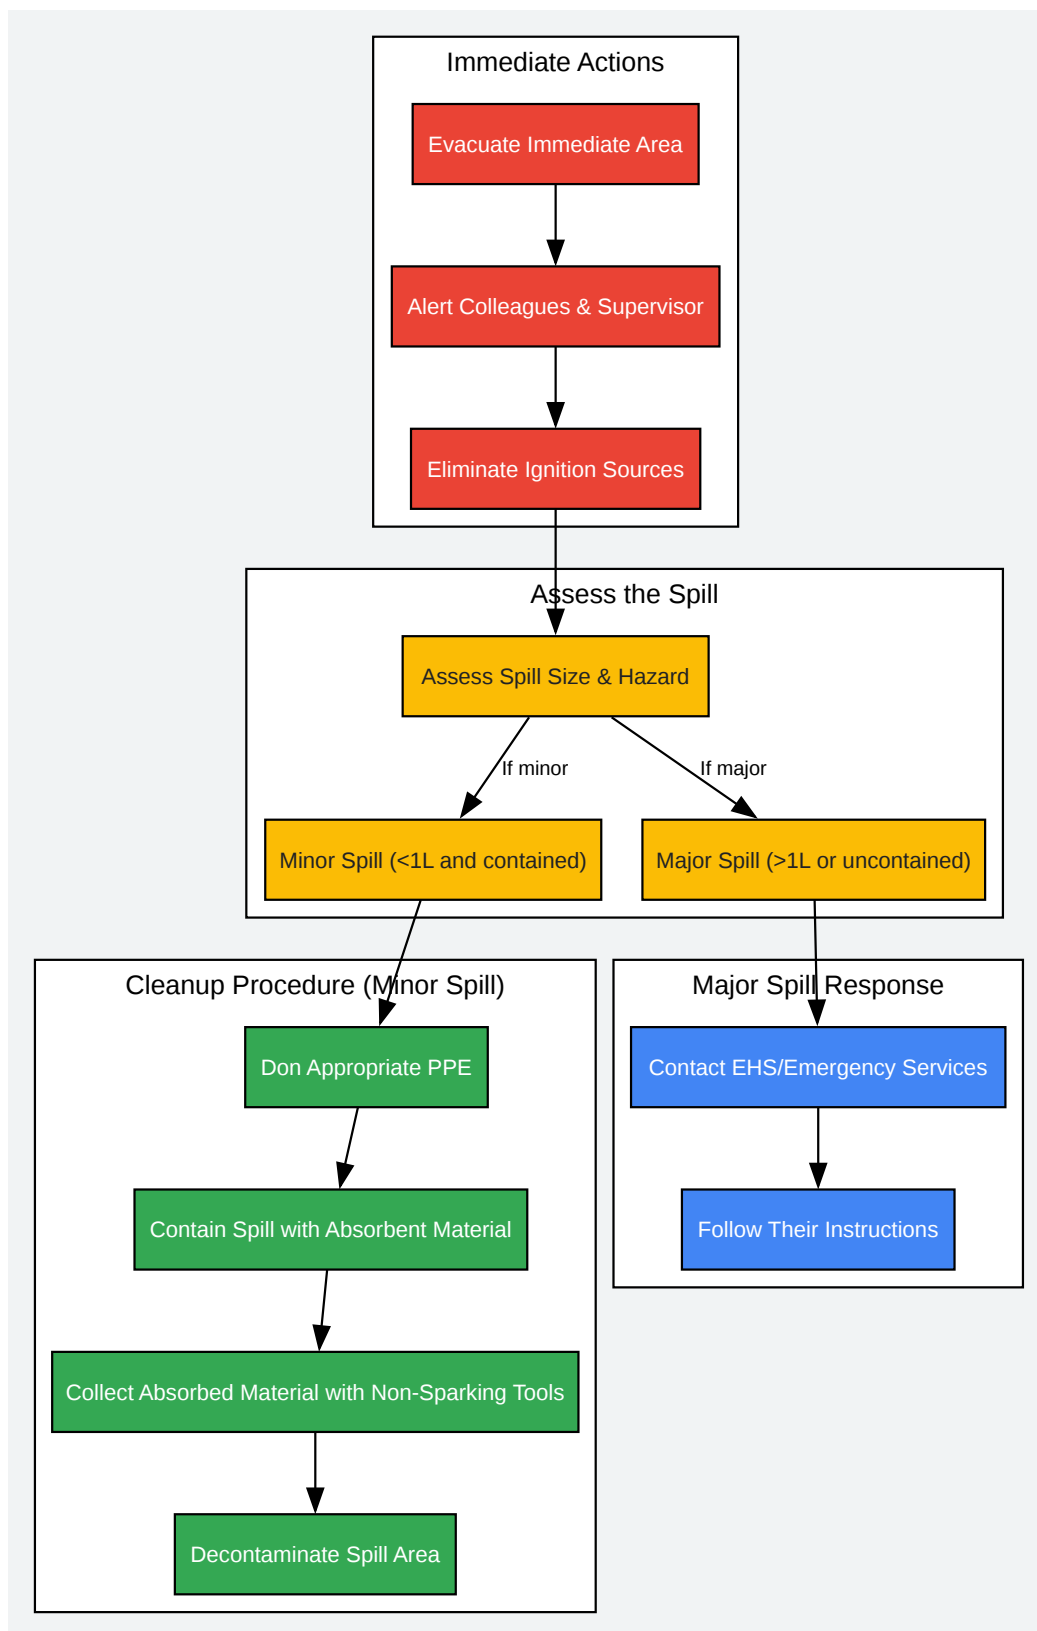 Immediate Actions
Evacuate Immediate Area
Alert Colleagues & Supervisor
Eliminate Ignition Sources
Assess the Spill
Assess Spill Size & Hazard
If minor
If major
Minor Spill (<1L and contained)
Major Spill (>1L or uncontained)
Cleanup Procedure (Minor Spill)
Don Appropriate PPE
Contain Spill with Absorbent Material
Collect Absorbed Material with Non-Sparking Tools
Decontaminate Spill Area
Major Spill Response
Contact EHS/Emergency Services
Follow Their Instructions